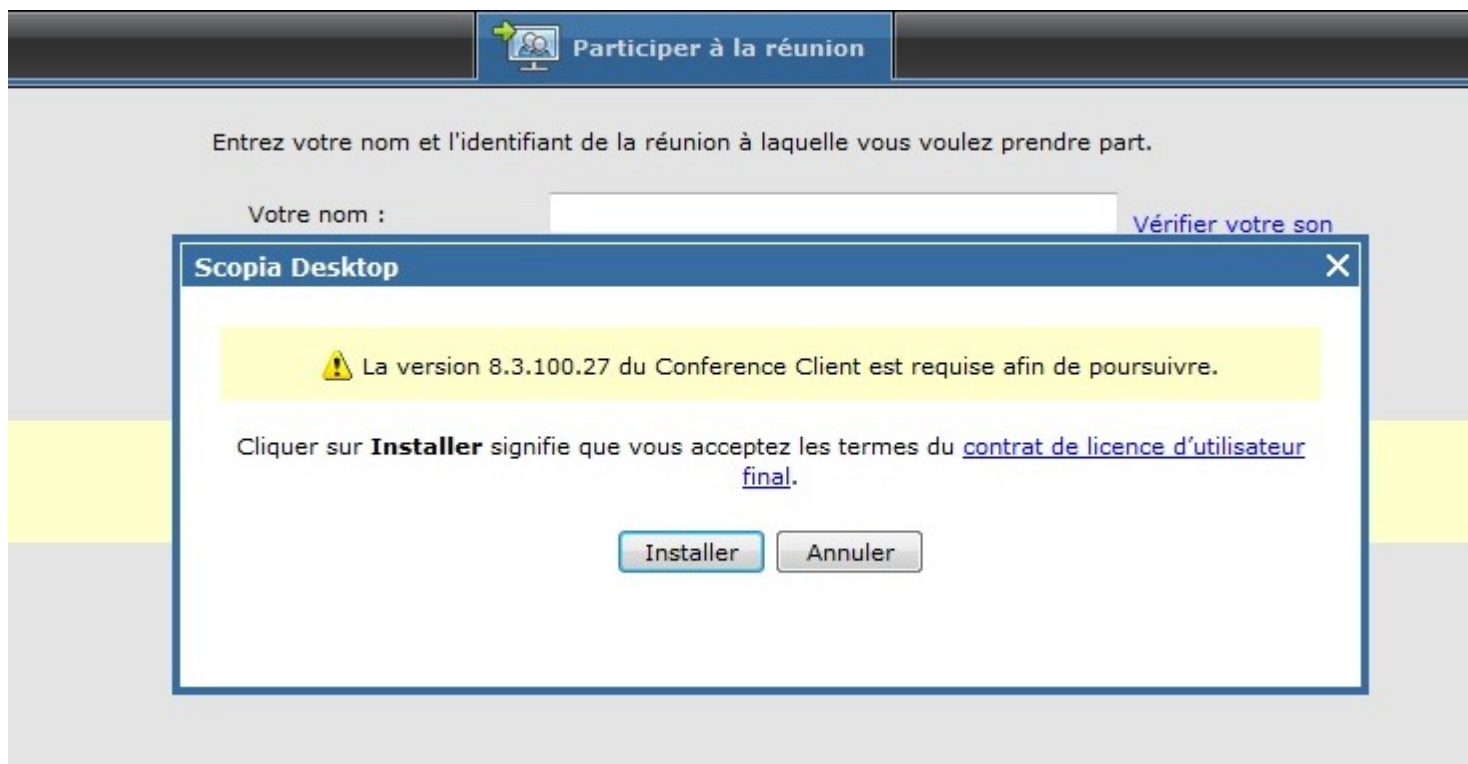 Participer à la réunion
Entrez votre nom et l'identifiant de la réunion à laquelle vous voulez prendre part.
Votre nom :
Vérifier votre son
Scopia Desktop
La version 8.3.100.27 du Conference Client est requise afin de poursuivre.
Cliquer sur Installer signifie que vous acceptez les termes du contrat de licence d’utilisateur
final.
Installer
Annuler